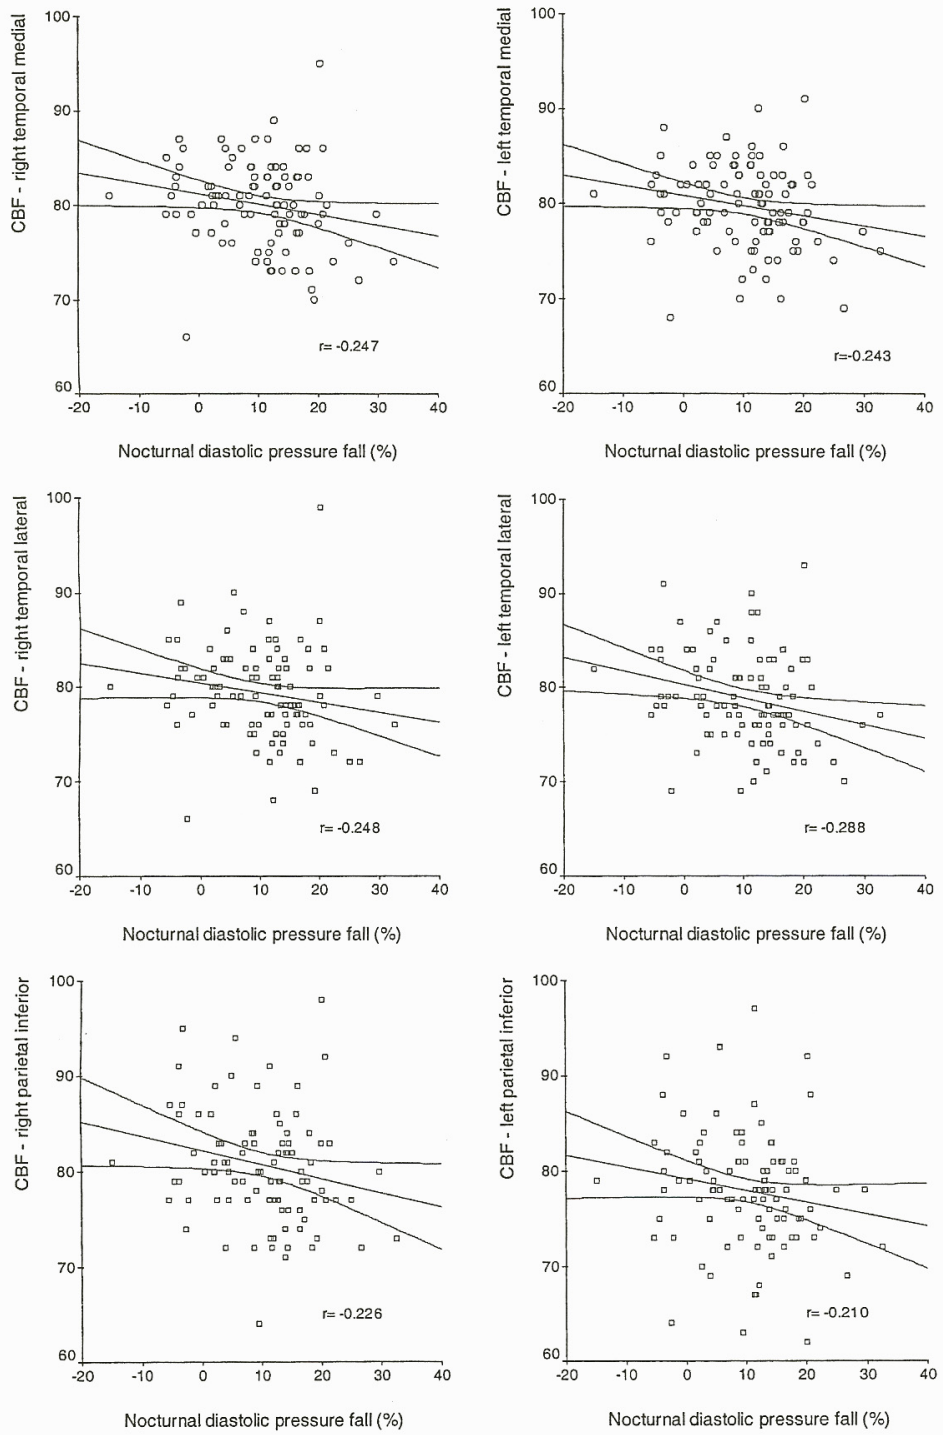 100
90
80
70
60
CBF - right temporal medial
r= -0.247
-20 -10 0 10 20 30 40
Nocturnal diastolic pressure fall (%)
100
90
80
70
60
CBF - left temporal medial
r=-0.243
-20 -10 0 10 20 30 40
Nocturnal diastolic pressure fall (%)
100
90
80
70
60
CBF - right temporal lateral
r= -0.248
-20 -10 0 10 20 30 40
Nocturnal diastolic pressure fall (%)
100
90
80
70
60
CBF - left temporal lateral
r= -0.288
-20 -10 0 10 20 30 40
Nocturnal diastolic pressure fall (%)
100
90
80
70
60
CBF - right parietal inferior
r= -0.226
-20 -10 0 10 20 30 40
Nocturnal diastolic pressure fall (%)
100
90
80
70
60
CBF - left parietal inferior
r= -0.210
-20 -10 0 10 20 30 40
Nocturnal diastolic pressure fall (%)